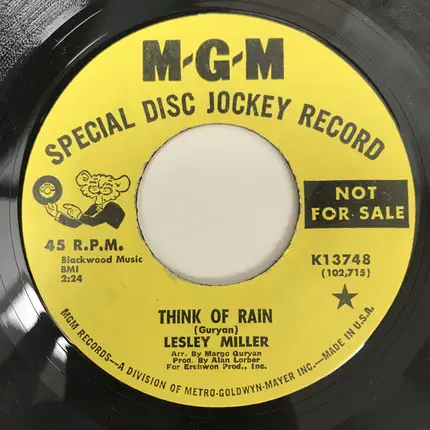 M-G-M
SPECIAL DISC JOCKEY RECORD
NOT
FOR SALE
45 R.P.M.
Blackwood Music
BMI
2:24
K13748
(102,715)
THINK OF RAIN
(Guryan)
LESLEY MILLER
Arr. By Margo Guryan
Prod. By Alan Lorber
For Erehwon Prod., Inc.
MGM RECORDS—A DIVISION OF METRO-GOLDWYN-MAYER INC.—MADE IN U.S.A.